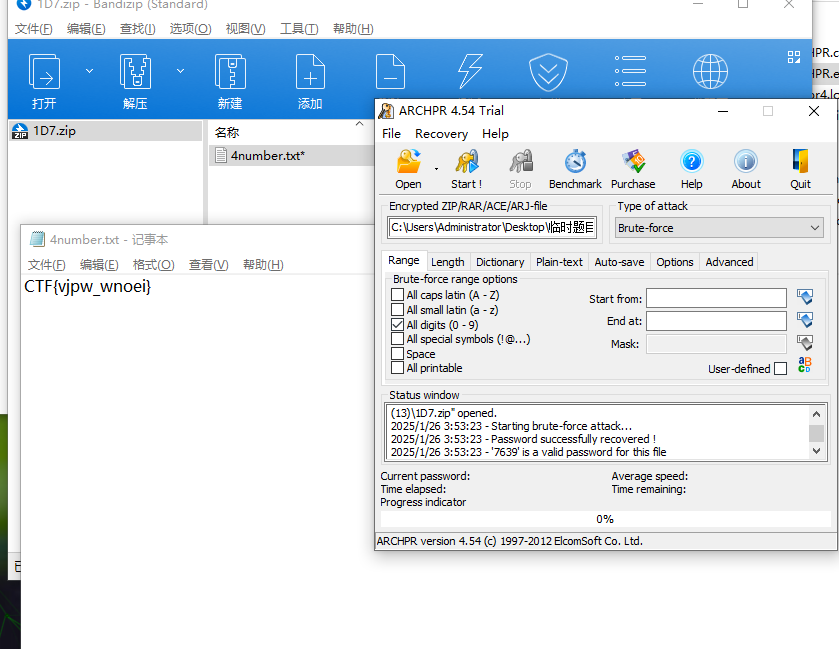 1D7.zip - Bandizip (Standard)
文件(F) 编辑(E) 查找(I) 选项(O) 视图(V) 工具(T) 帮助(H)
打开 解压 新建 添加
1D7.zip
名称
4number.txt*
4number.txt - 记事本
文件(F) 编辑(E) 格式(O) 查看(V) 帮助(H)
CTF{vjpw_wnoei}
ARCHPR 4.54 Trial
File Recovery Help
Open Start ! Stop Benchmark Purchase Help About Quit
Encrypted ZIP/RAR/ACE/ARJ-file
C:\Users\Administrator\Desktop\临时题目
Type of attack
Brute-force
Range Length Dictionary Plain-text Auto-save Options Advanced
Brute-force range options
All caps latin (A - Z)
All small latin (a - z)
All digits (0 - 9)
All special symbols (!@...)
Space
All printable
Start from:
End at:
Mask:
User-defined
Status window
(13)\1D7.zip" opened.
2025/1/26 3:53:23 - Starting brute-force attack...
2025/1/26 3:53:23 - Password successfully recovered !
2025/1/26 3:53:23 - '7639' is a valid password for this file
Current password:
Average speed:
Time elapsed:
Time remaining:
Progress indicator
0%
ARCHPR version 4.54 (c) 1997-2012 ElcomSoft Co. Ltd.